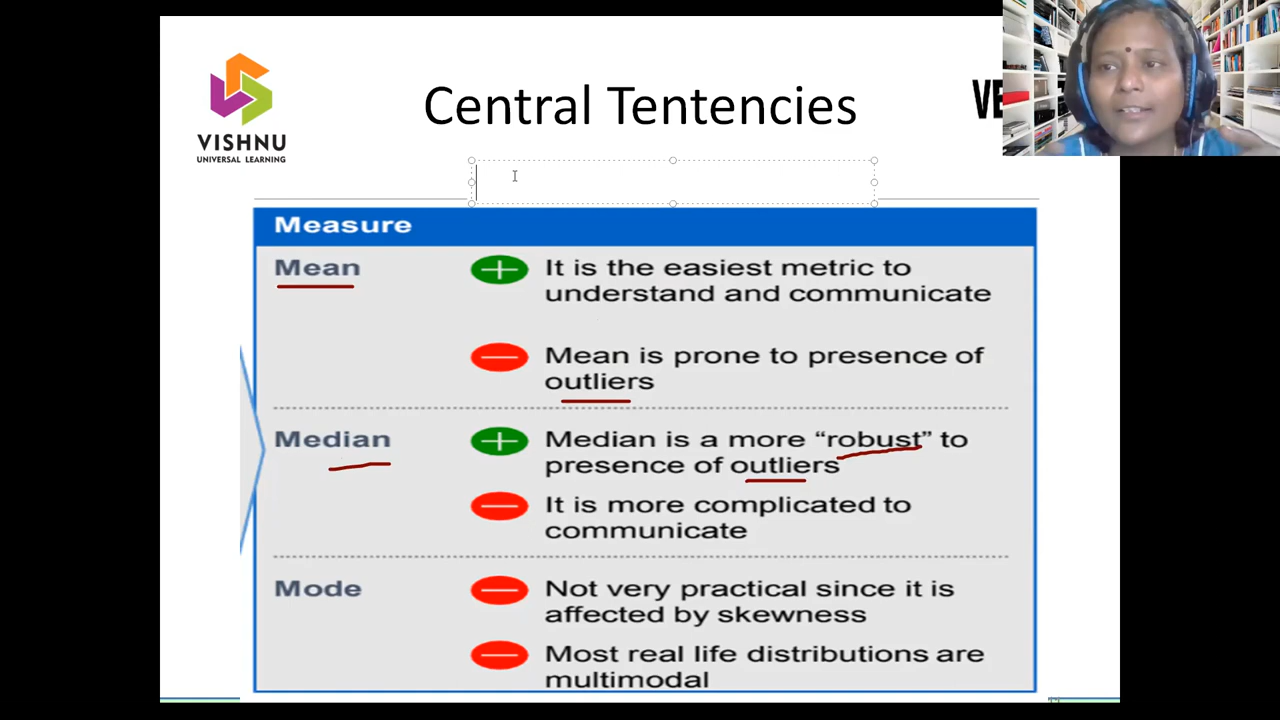 VISHNU
UNIVERSAL LEARNING
Central Tentencies
Measure
Mean
It is the easiest metric to
understand and communicate
Mean is prone to presence of
outliers
Median
Median is a more “robust” to
presence of outliers
It is more complicated to
communicate
Mode
Not very practical since it is
affected by skewness
Most real life distributions are
multimodal